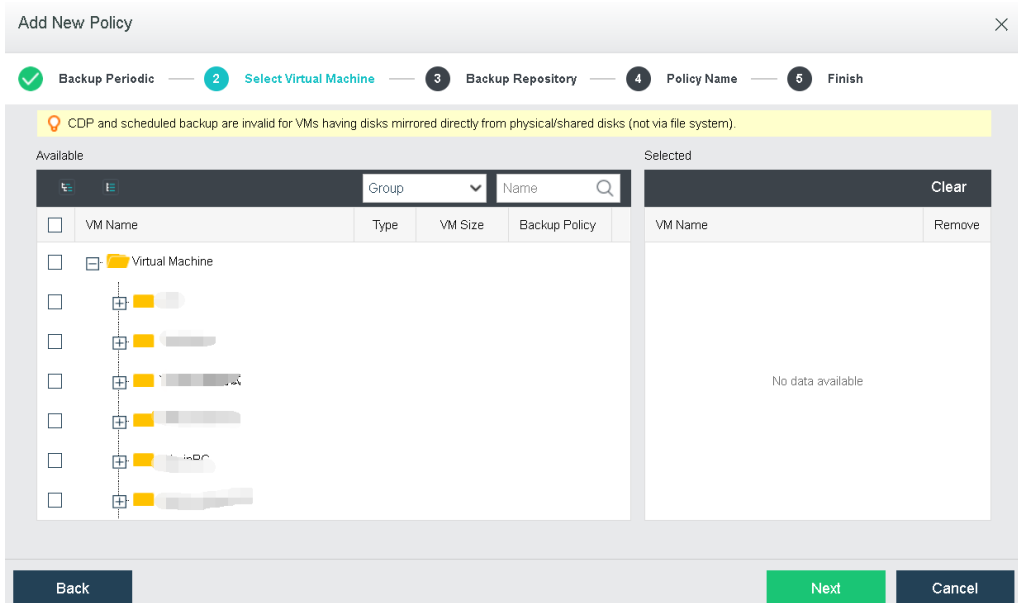 Add New Policy
Backup Periodic 2 Select Virtual Machine 3 Backup Repository 4 Policy Name 5 Finish
CDP and scheduled backup are invalid for VMs having disks mirrored directly from physical/shared disks (not via file system).
Available Selected
Group Name Clear
VM Name Type VM Size Backup Policy VM Name Remove
Virtual Machine
No data available
Back Next Cancel